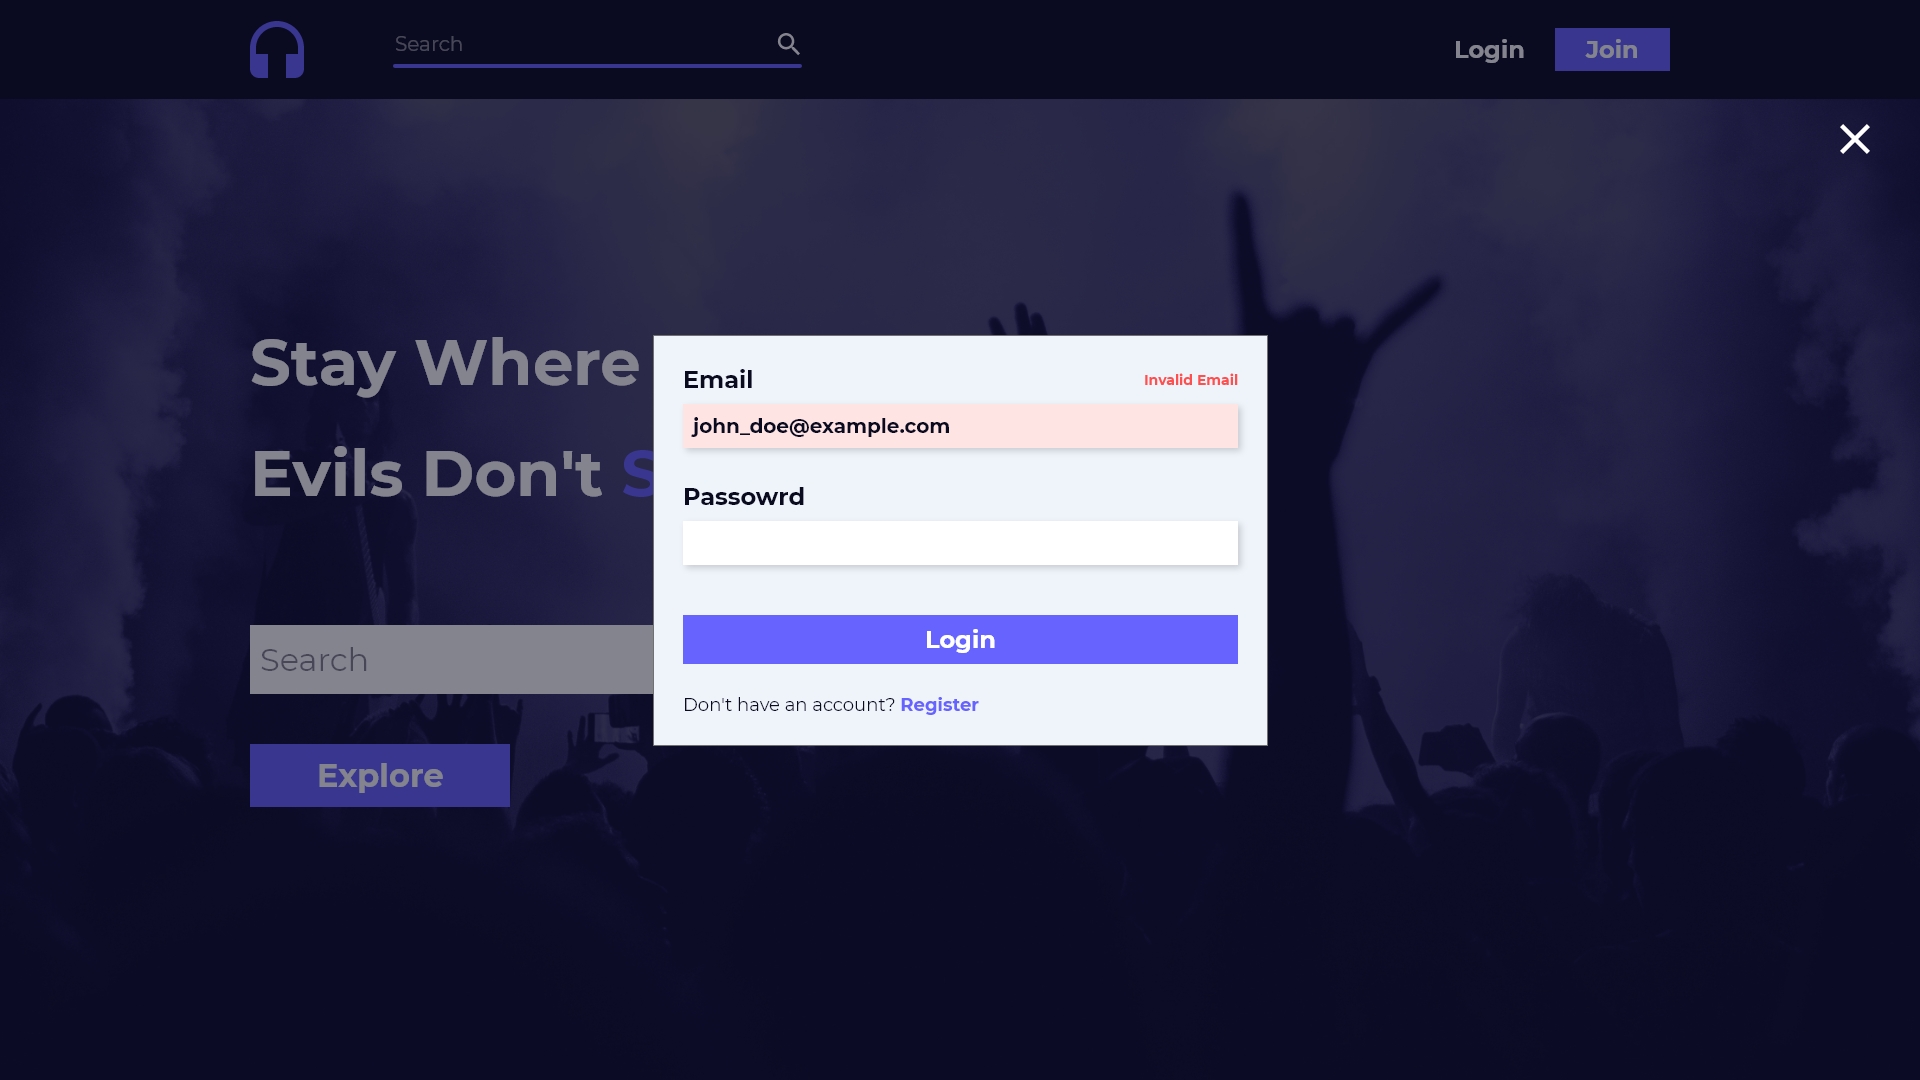 Search
Login
Join
Stay Where
Evils Don't S
Search
Explore
Email
Invalid Email
john_doe@example.com
Passowrd
Login
Don't have an account? Register